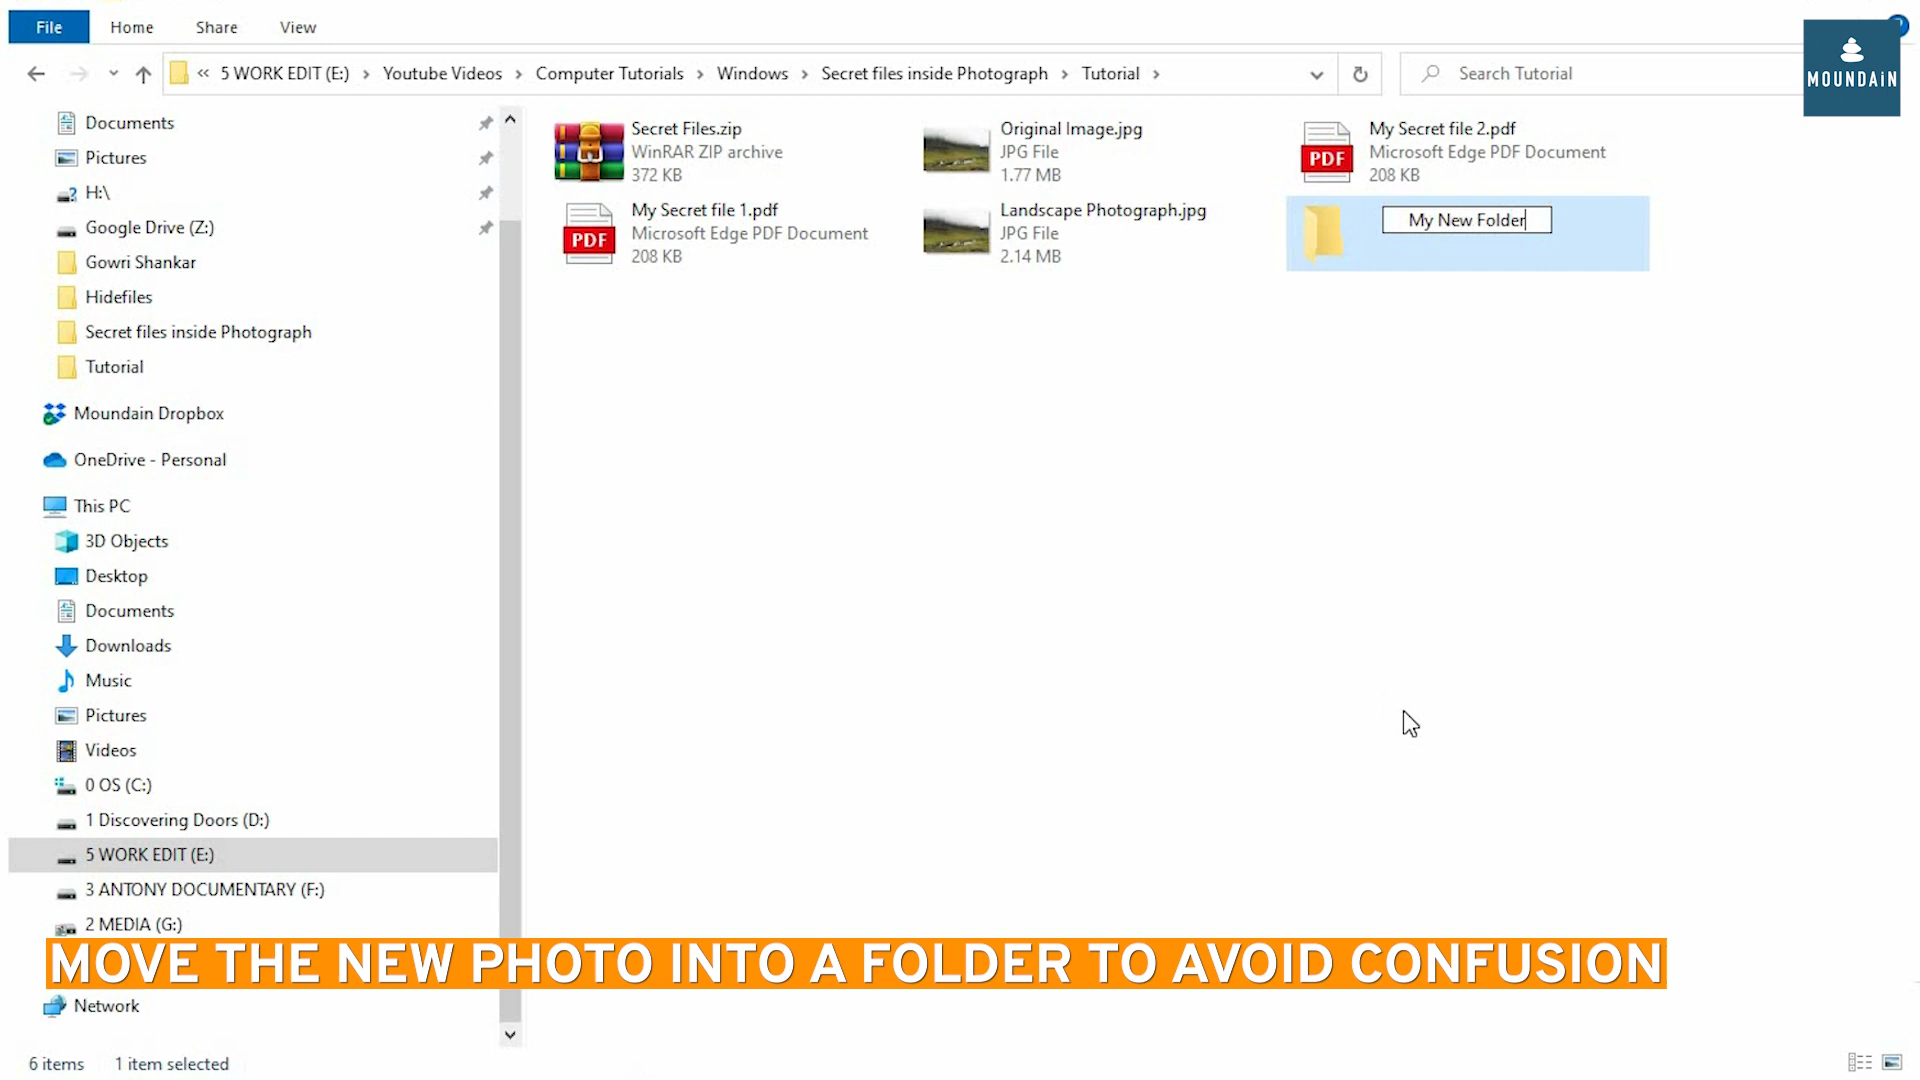 File Home Share View
« 5 WORK EDIT (E:) › Youtube Videos › Computer Tutorials › Windows › Secret files inside Photograph › Tutorial ›
Search Tutorial
MOUNDAiN
Documents
Pictures
H:\
Google Drive (Z:)
Gowri Shankar
Hidefiles
Secret files inside Photograph
Tutorial
Moundain Dropbox
OneDrive - Personal
This PC
3D Objects
Desktop
Documents
Downloads
Music
Pictures
Videos
0 OS (C:)
1 Discovering Doors (D:)
5 WORK EDIT (E:)
3 ANTONY DOCUMENTARY (F:)
2 MEDIA (G:)
Network
Secret Files.zip
WinRAR ZIP archive
372 KB
Original Image.jpg
JPG File
1.77 MB
PDF
My Secret file 2.pdf
Microsoft Edge PDF Document
208 KB
PDF
My Secret file 1.pdf
Microsoft Edge PDF Document
208 KB
Landscape Photograph.jpg
JPG File
2.14 MB
My New Folder
MOVE THE NEW PHOTO INTO A FOLDER TO AVOID CONFUSION
6 items 1 item selected